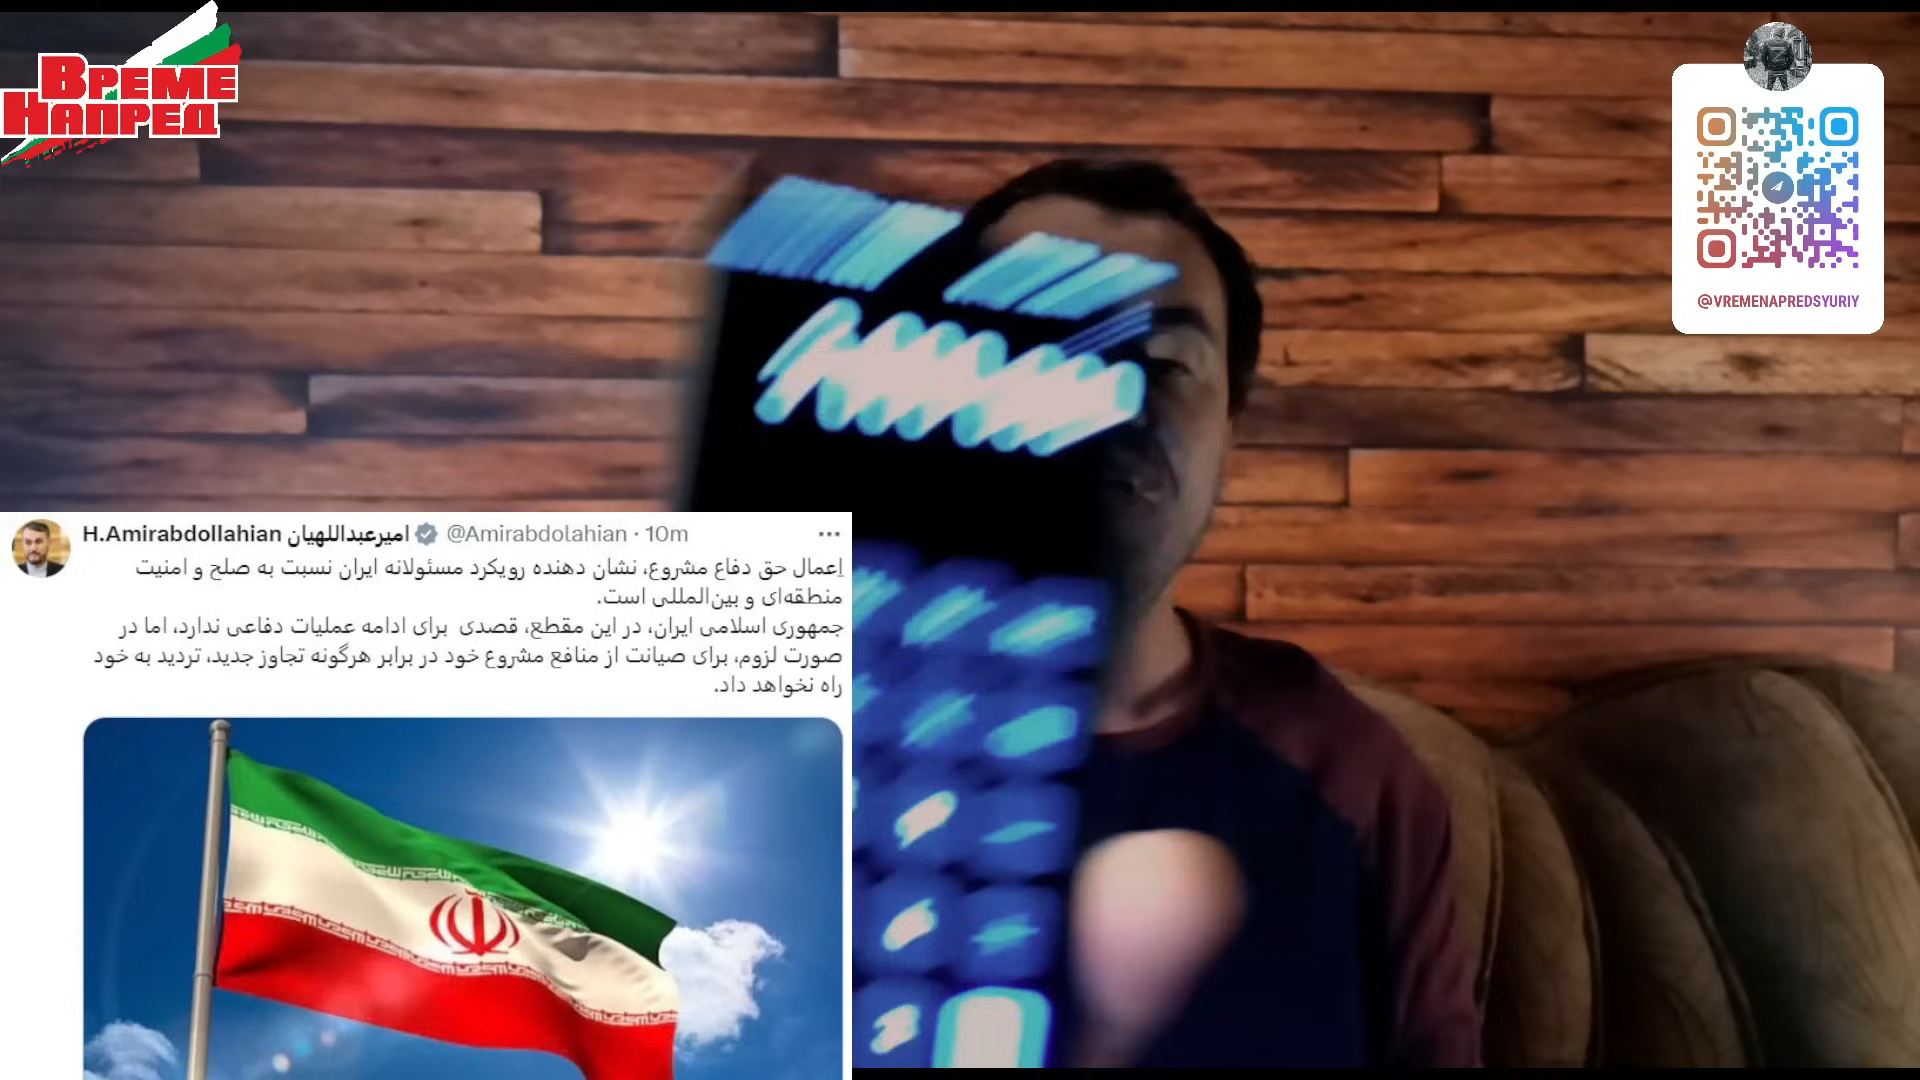 ВРЕМЕ
НАПРЕД
@VREMENAPREDSYURIY
H.Amirabdollahian امیرعبداللهیان @Amirabdolahian · 10m
اِعمال حق دفاع مشروع، نشان دهنده رویکرد مسئولانه ایران نسبت به صلح و امنیت
منطقه‌ای و بین‌المللی است.
جمهوری اسلامی ایران، در این مقطع، قصدی برای ادامه عملیات دفاعی ندارد، اما در
صورت لزوم، برای صیانت از منافع مشروع خود در برابر هرگونه تجاوز جدید، تردید به خود
راه نخواهد داد.